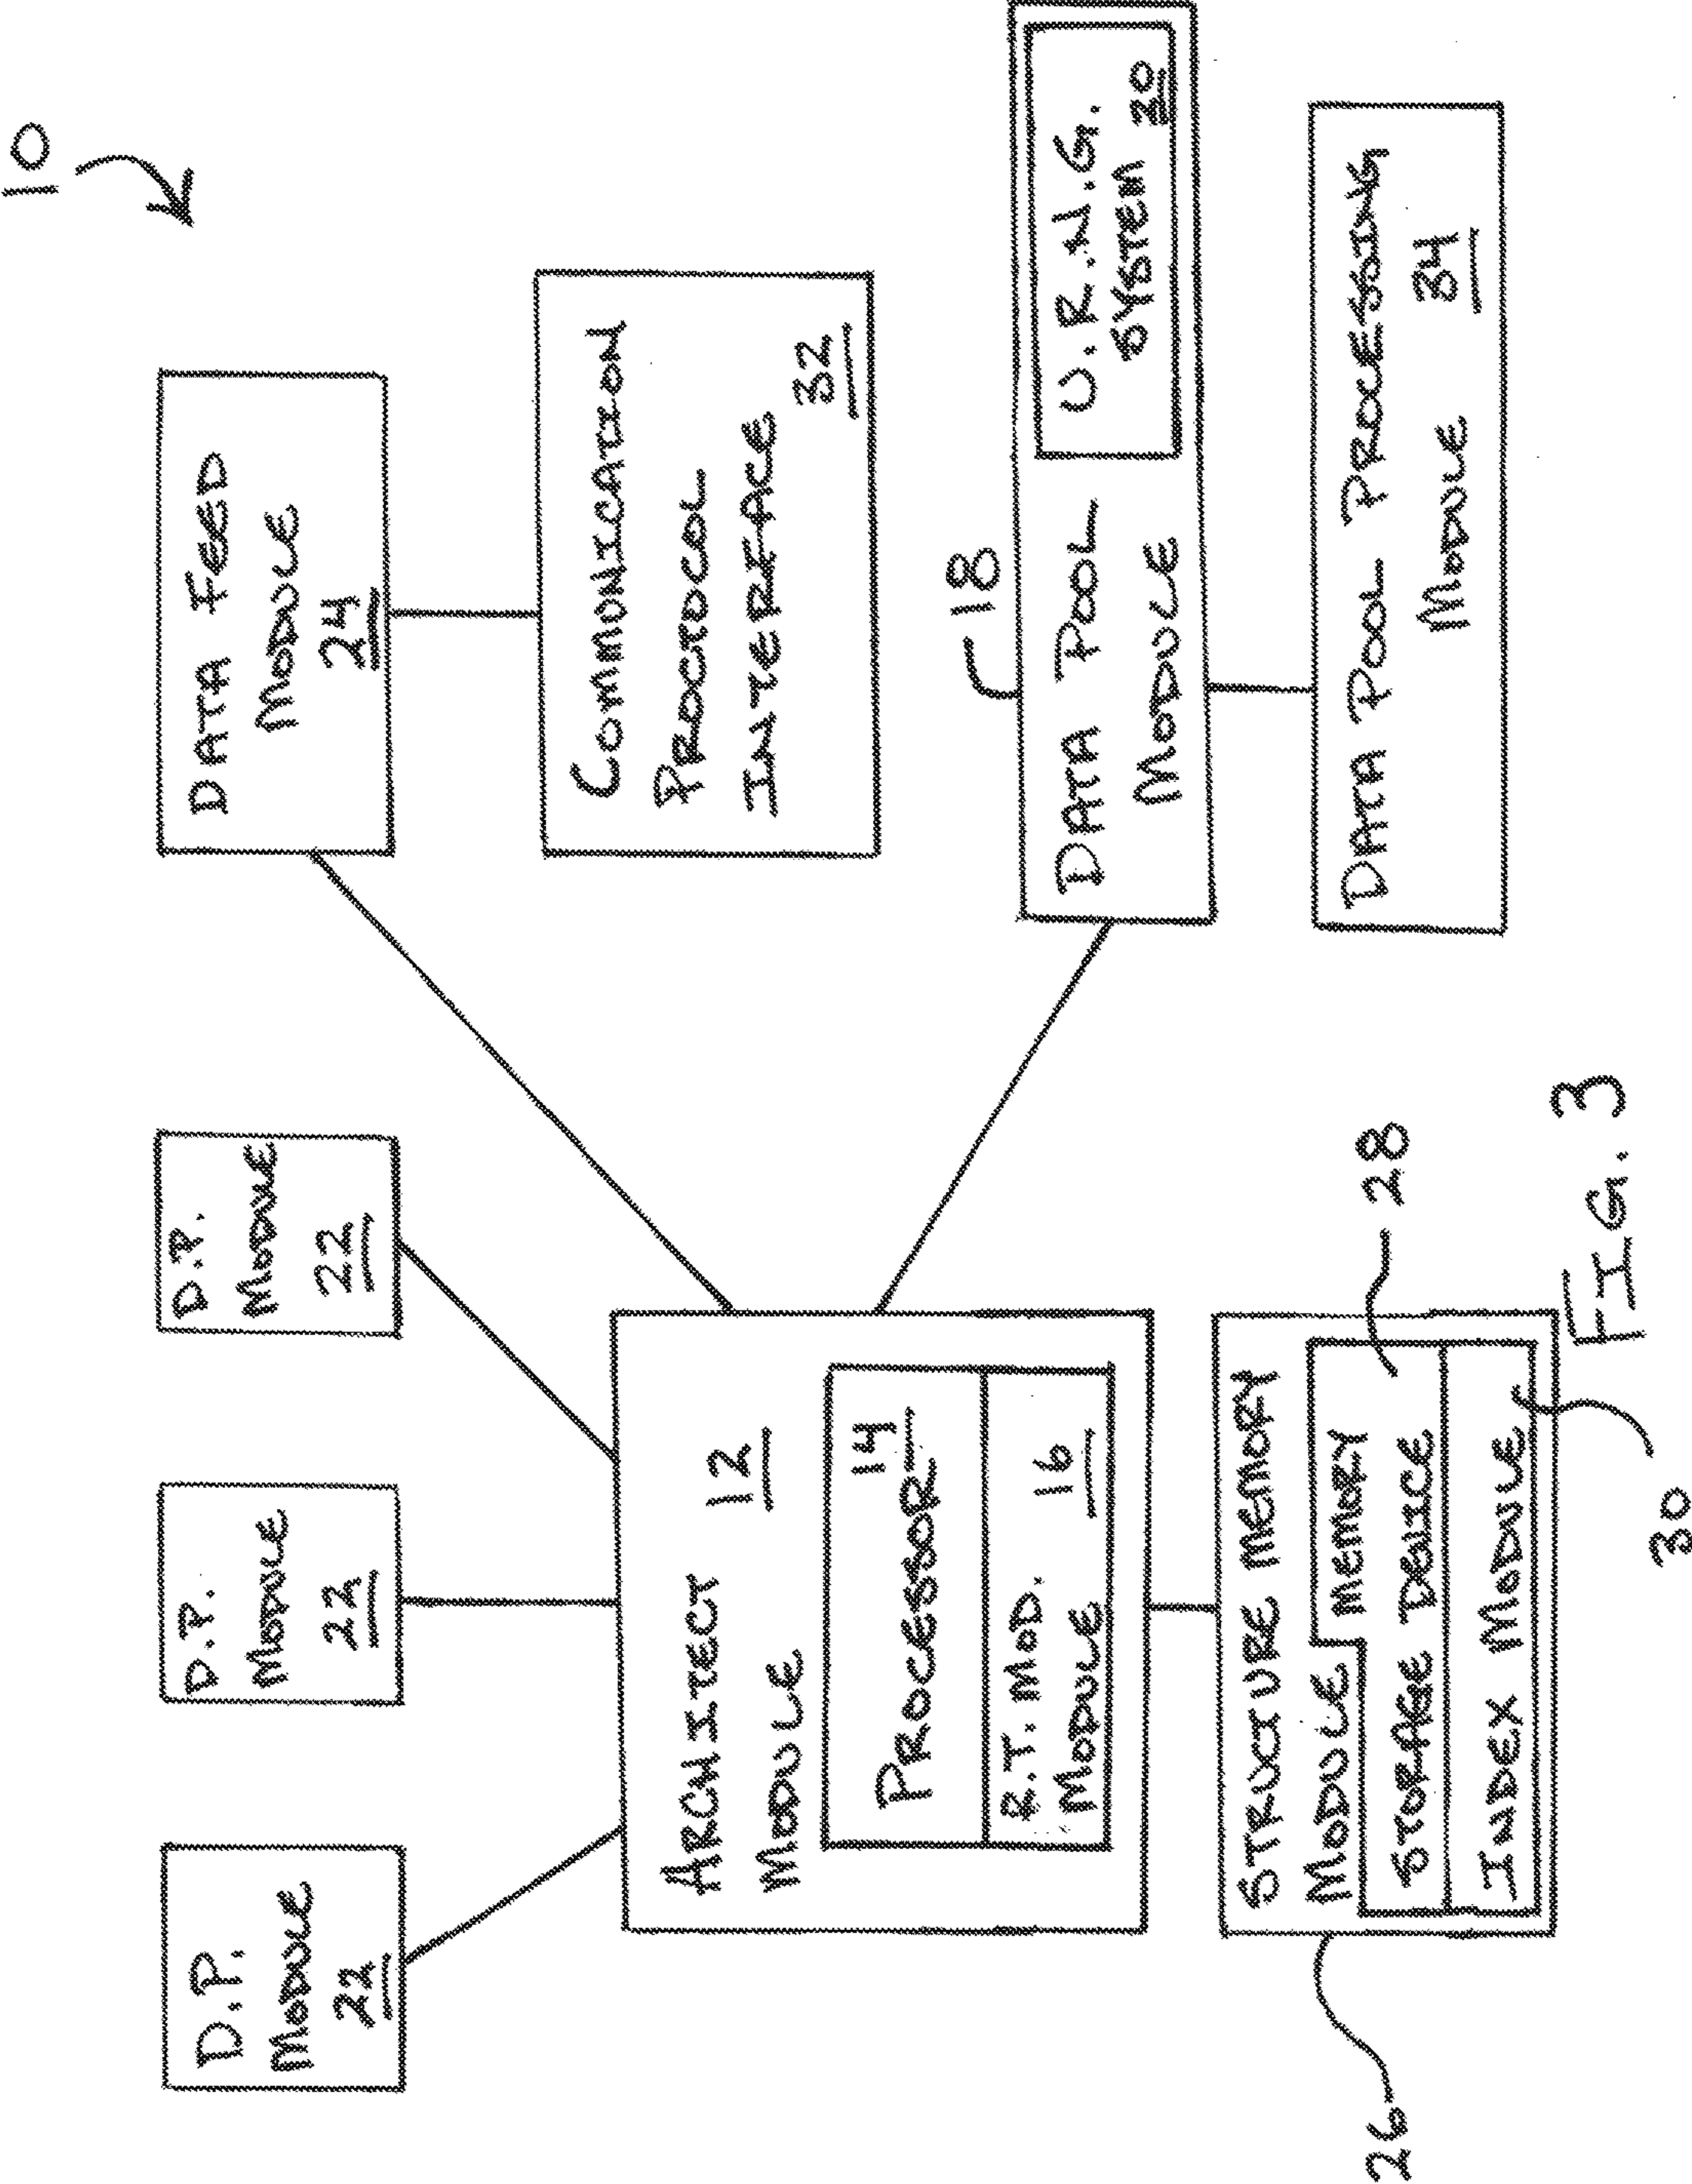 10
D.P.
MODULE
22
D.P.
MODULE
22
D.P.
MODULE
22
DATA FEED
MODULE
24
COMMUNICATION
PROCTOCOL
INTERFACE
32
ARCHITECT
MODULE 12
PROCESSOR 14
R.T. MOD.
MODULE 16
18
DATA POOL
MODULE
U.R.N.G.
SYSTEM 20
DATA POOL PROCESSING
MODULE 34
STRUCTURE MEMORY
MODULE
MEMORY
STORAGE DEVICE
INDEX MODULE
26
28
30
FIG. 3